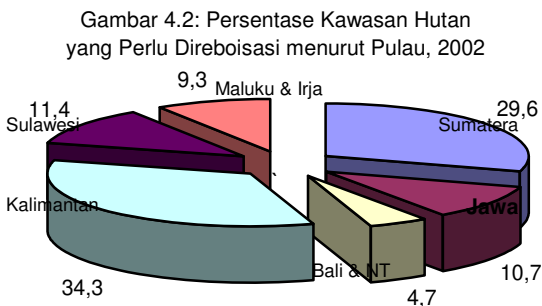 Gambar 4.2: Persentase Kawasan Hutan
yang Perlu Direboisasi menurut Pulau, 2002
9,3
Maluku & Irja
11,4
Sulawesi
29,6
Sumatera
Kalimantan
Jawa
Bali & NT
34,3
4,7
10,7